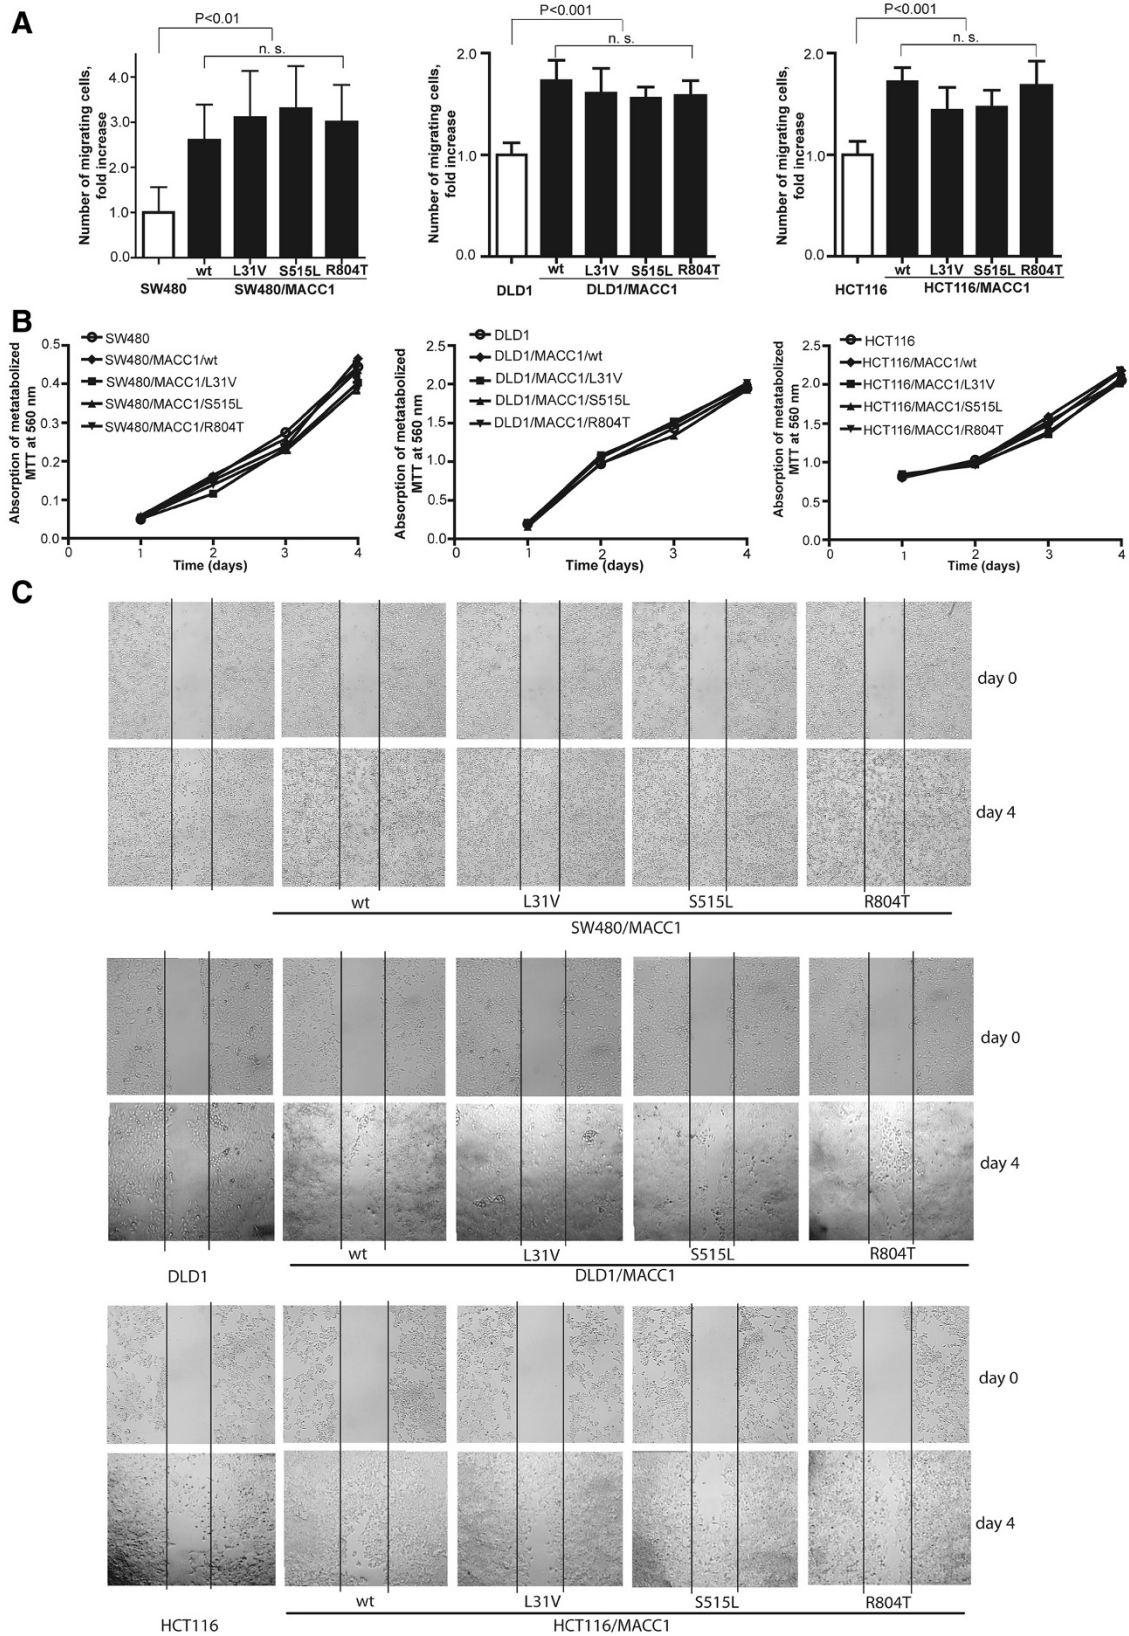 A
P<0.01
n. s.
Number of migrating cells,
fold increase
4.0
3.0
2.0
1.0
0.0
wt L31V S515L R804T
SW480 SW480/MACC1
P<0.001
n. s.
Number of migrating cells,
fold increase
2.0
1.0
0.0
wt L31V S515L R804T
DLD1 DLD1/MACC1
P<0.001
n. s.
Number of migrating cells,
fold increase
2.0
1.0
0.0
wt L31V S515L R804T
HCT116 HCT116/MACC1
B
Absorption of metatabolized
MTT at 560 nm
0.5
0.4
0.3
0.2
0.1
0.0
SW480
SW480/MACC1/wt
SW480/MACC1/L31V
SW480/MACC1/S515L
SW480/MACC1/R804T
0 1 2 3 4
Time (days)
Absorption of metatabolized
MTT at 560 nm
2.5
2.0
1.5
1.0
0.5
0.0
DLD1
DLD1/MACC1/wt
DLD1/MACC1/L31V
DLD1/MACC1/S515L
DLD1/MACC1/R804T
0 1 2 3 4
Time (days)
Absorption of metatabolized
MTT at 560 nm
2.5
2.0
1.5
1.0
0.5
0.0
HCT116
HCT116/MACC1/wt
HCT116/MACC1/L31V
HCT116/MACC1/S515L
HCT116/MACC1/R804T
0 1 2 3 4
Time (days)
C
day 0
day 4
wt L31V S515L R804T
SW480/MACC1
day 0
day 4
wt L31V S515L R804T
DLD1 DLD1/MACC1
day 0
day 4
wt L31V S515L R804T
HCT116 HCT116/MACC1